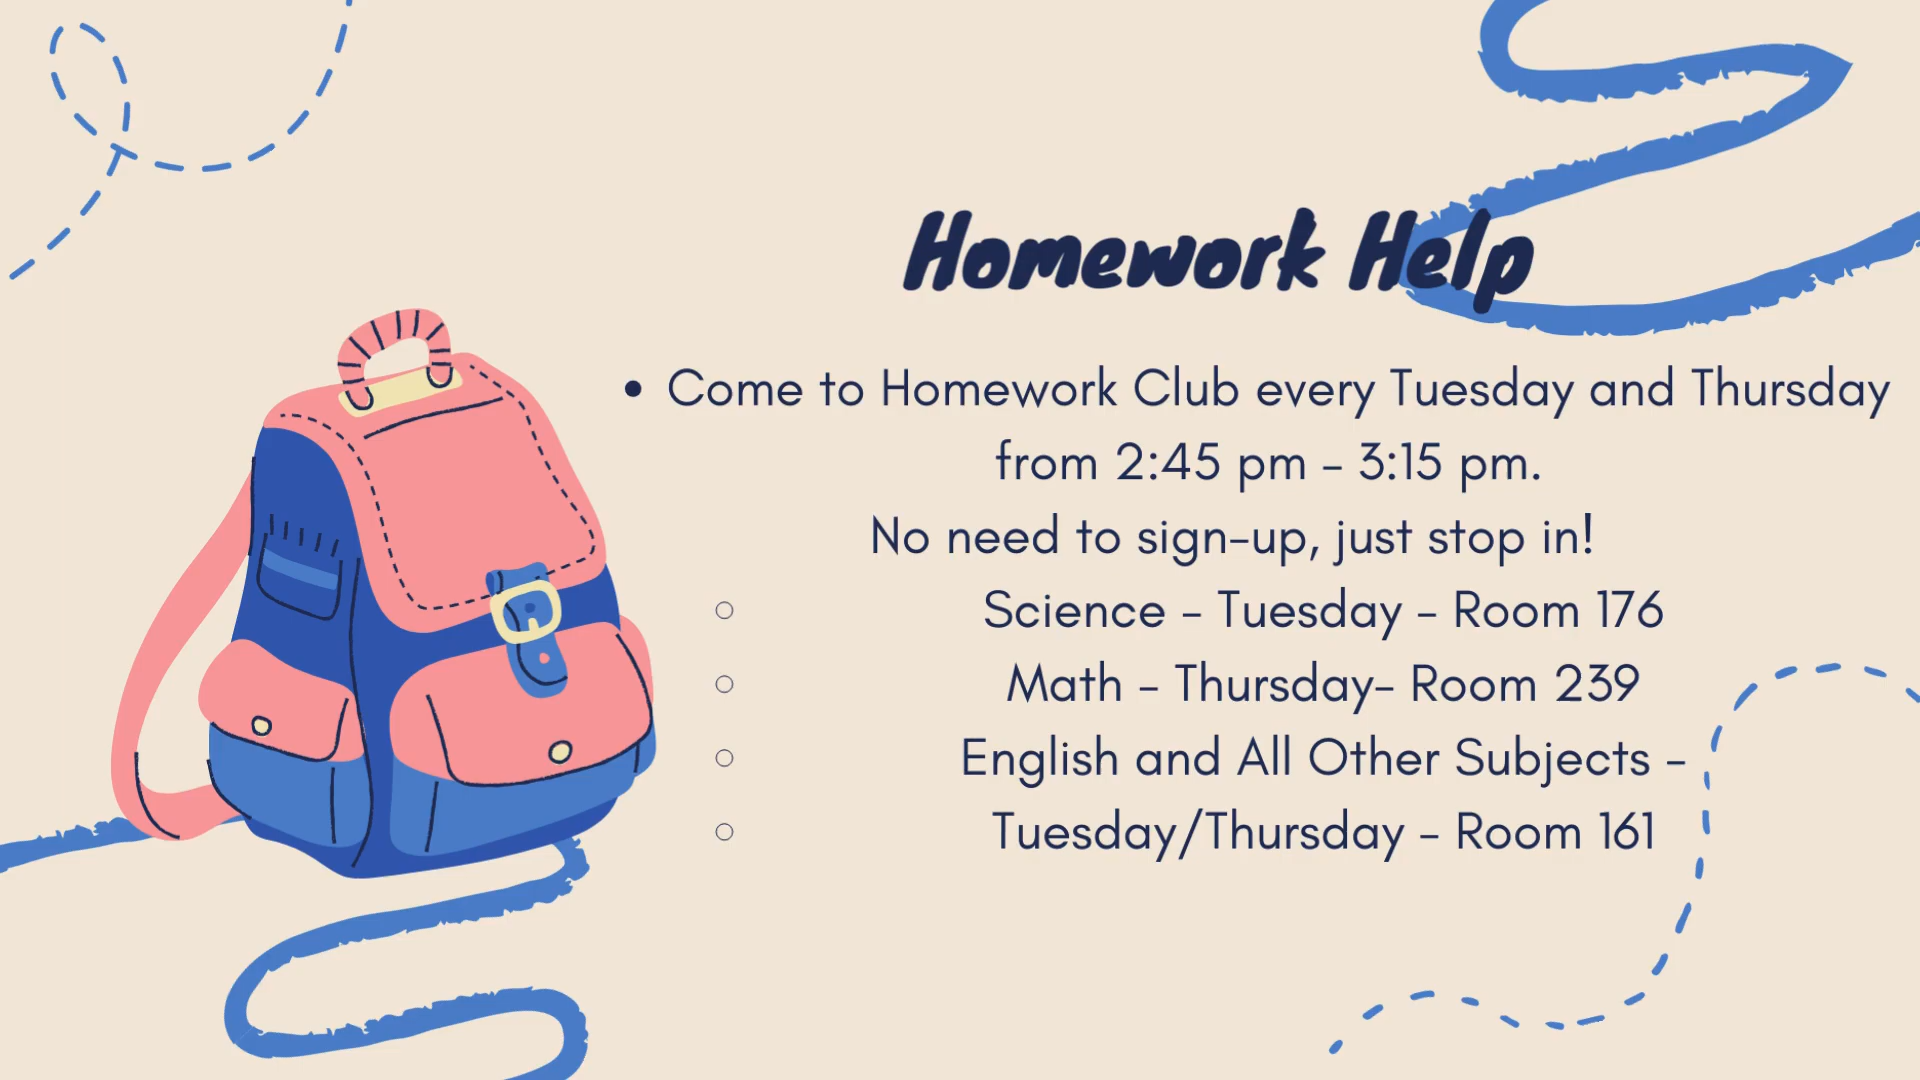 Homework Help
• Come to Homework Club every Tuesday and Thursday
from 2:45 pm - 3:15 pm.
No need to sign-up, just stop in!
○ Science - Tuesday - Room 176
○ Math - Thursday- Room 239
○ English and All Other Subjects -
○ Tuesday/Thursday - Room 161